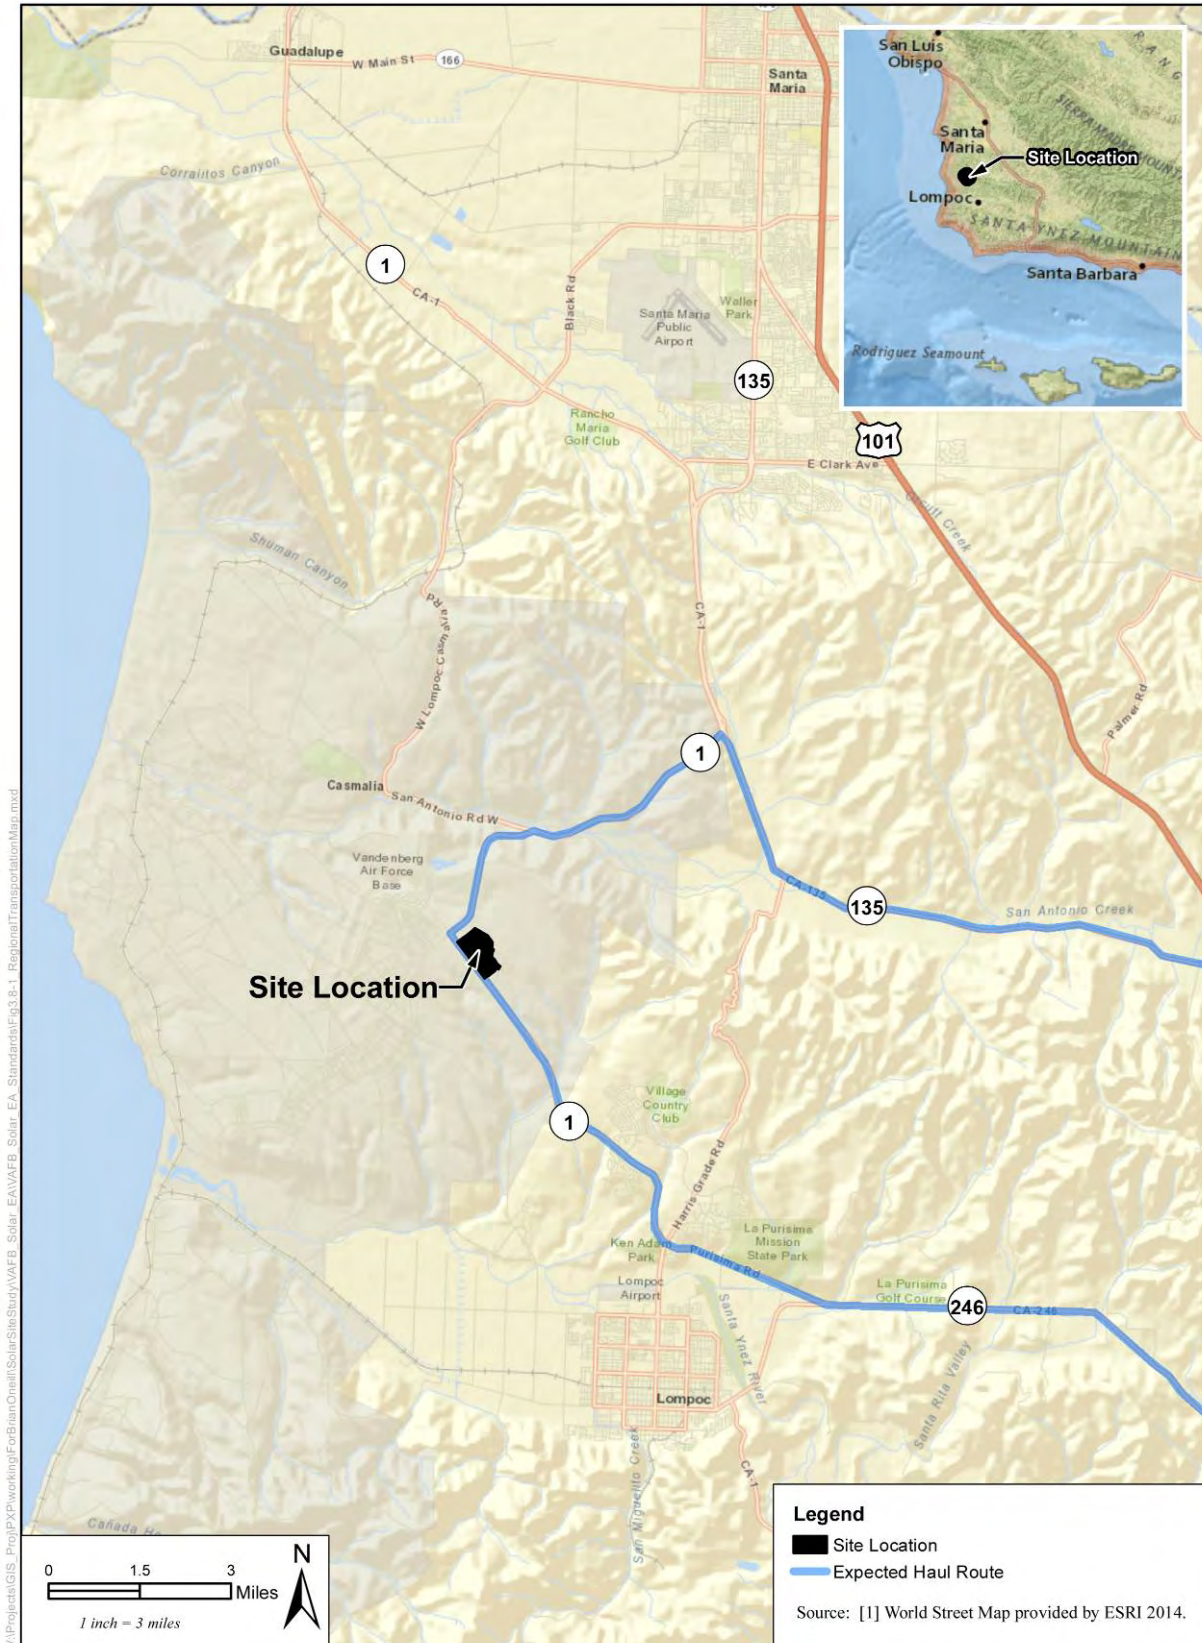 Guadalupe
W Main St
166
Santa
Maria
Corralitos Canyon
1
CA-1
Black Rd
Santa Maria
Public
Airport
Waller
Park
135
Rancho
Maria
Golf Club
101
E Clark Ave
Orcutt Creek
Shuman Canyon
W Lompoc Casmalia Rd
CA-1
Palmer Rd
1
Casmalia
San Antonio Rd W
Vandenberg
Air Force
Base
CA-135
135
San Antonio Creek
Site Location
Village
Country
Club
1
Harris Grade Rd
La Purisima
Mission
State Park
Ken Adam
Park
Purisima Rd
Lompoc
Airport
La Purisima
Golf Course
246
CA-246
Santa Ynez River
Santa Rita Valley
Lompoc
San Miguelito Creek
CA-1
San Luis
Obispo
SIERRA MADRE
Santa
Maria
Site Location
Lompoc
SANTA YNEZ MOUNTAIN
Santa Barbara
Rodriguez Seamount
0 1.5 3
Miles
1 inch = 3 miles
N
Legend
Site Location
Expected Haul Route
Source: [1] World Street Map provided by ESRI 2014.